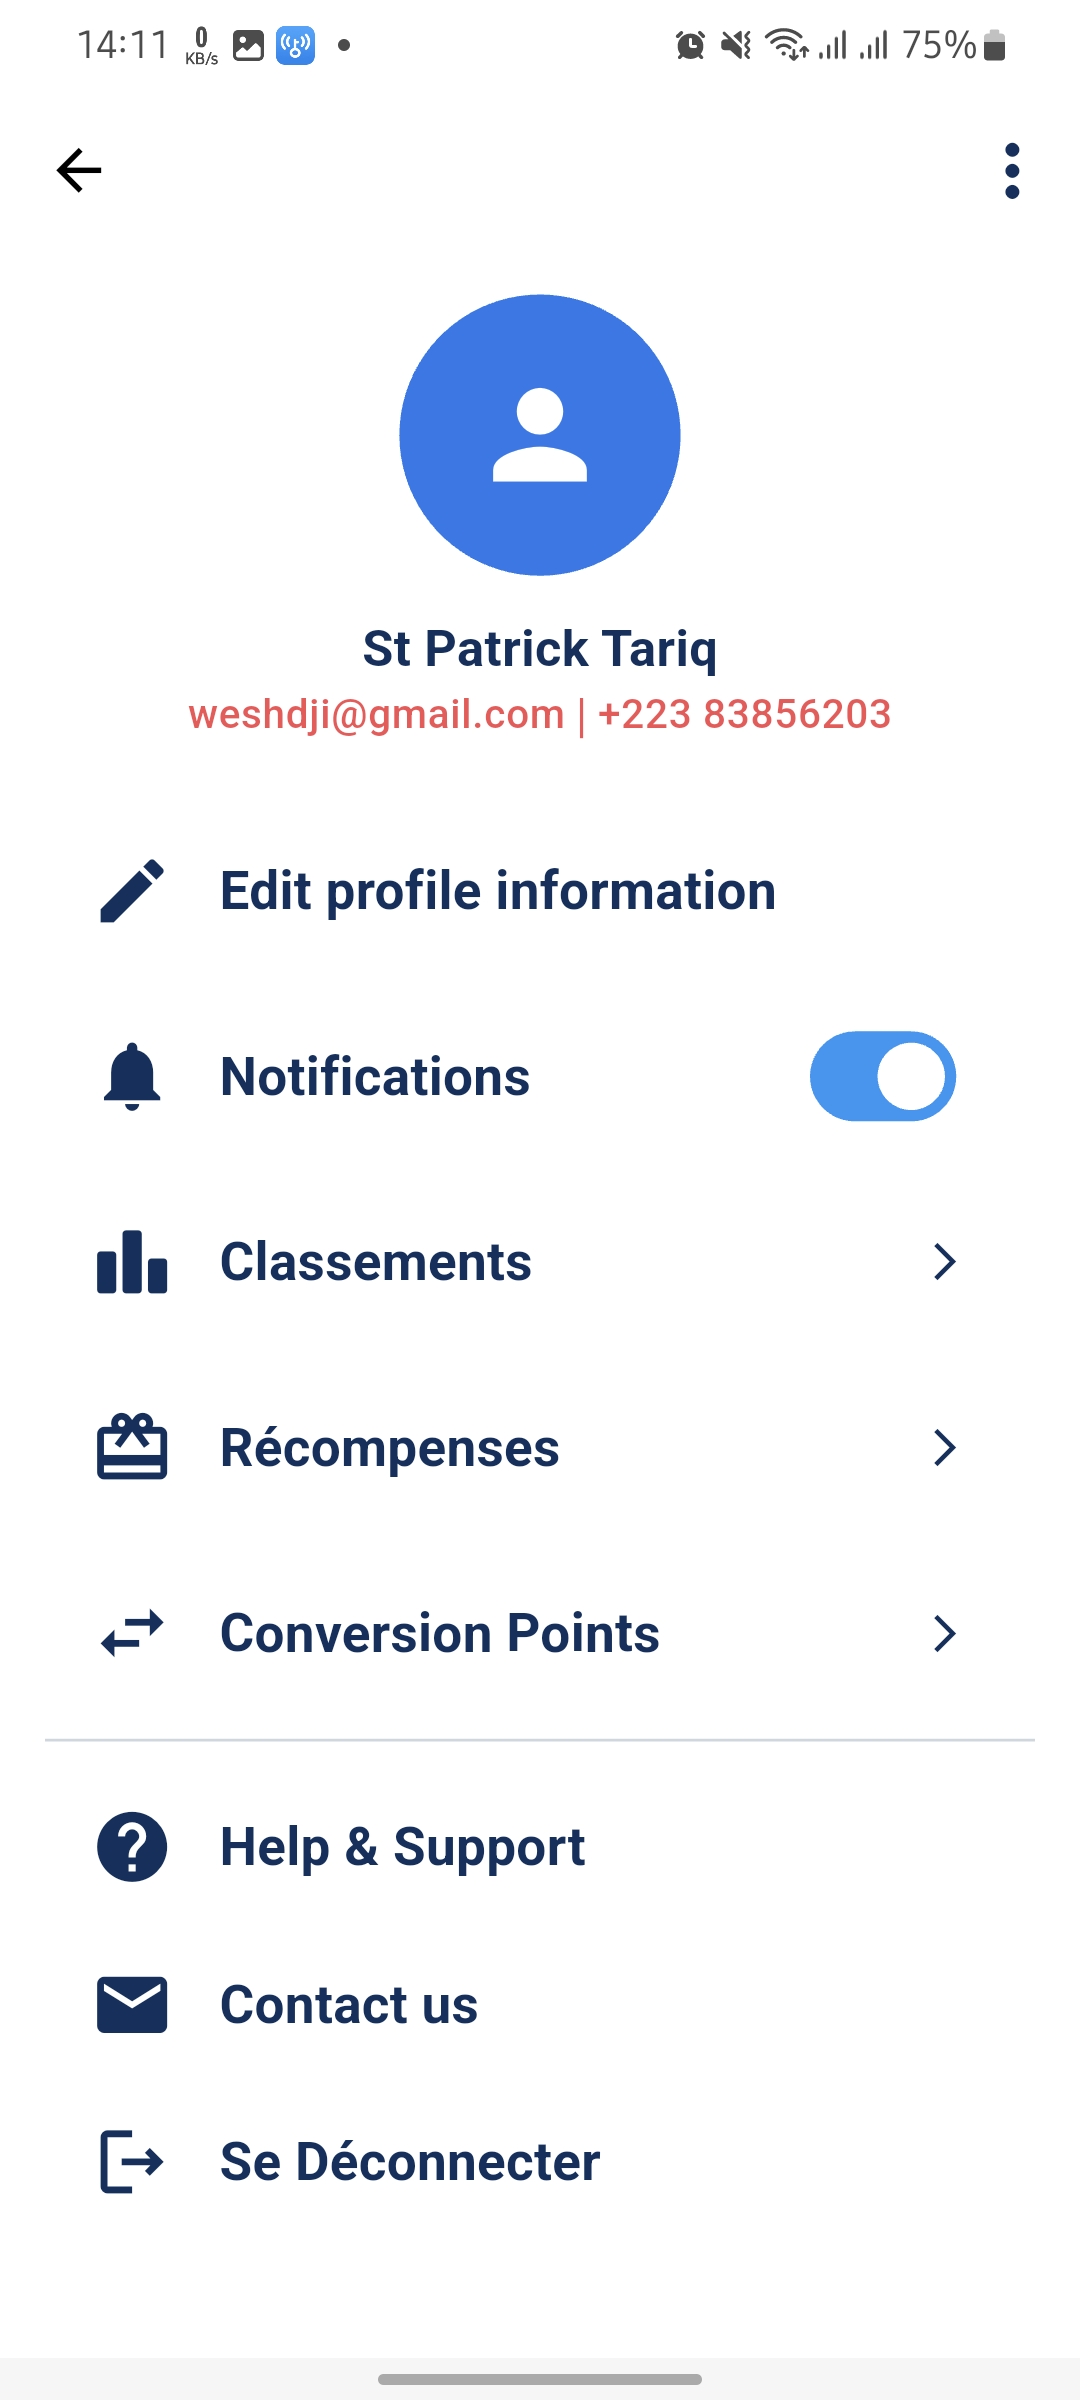 14:11 0 KB/s 75%
St Patrick Tariq
weshdji@gmail.com | +223 83856203
Edit profile information
Notifications
Classements
Récompenses
Conversion Points
Help & Support
Contact us
Se Déconnecter